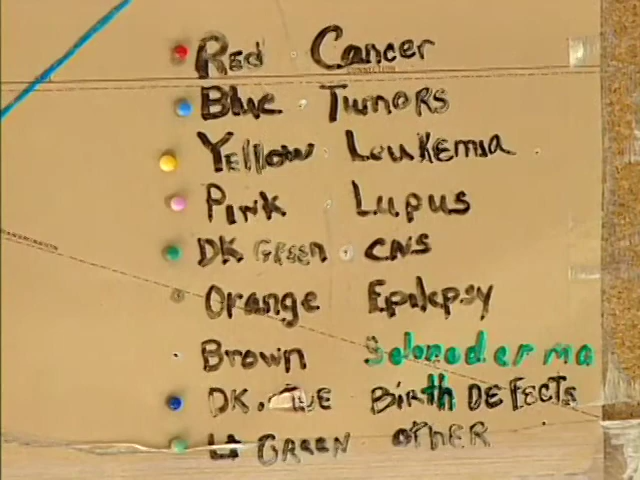 Red Cancer
Blue Tumors
Yellow Leukemia
Pink Lupus
DK Green CNS
Orange Epilepsy
Brown
DK. Birth Defects
Lt Green Other